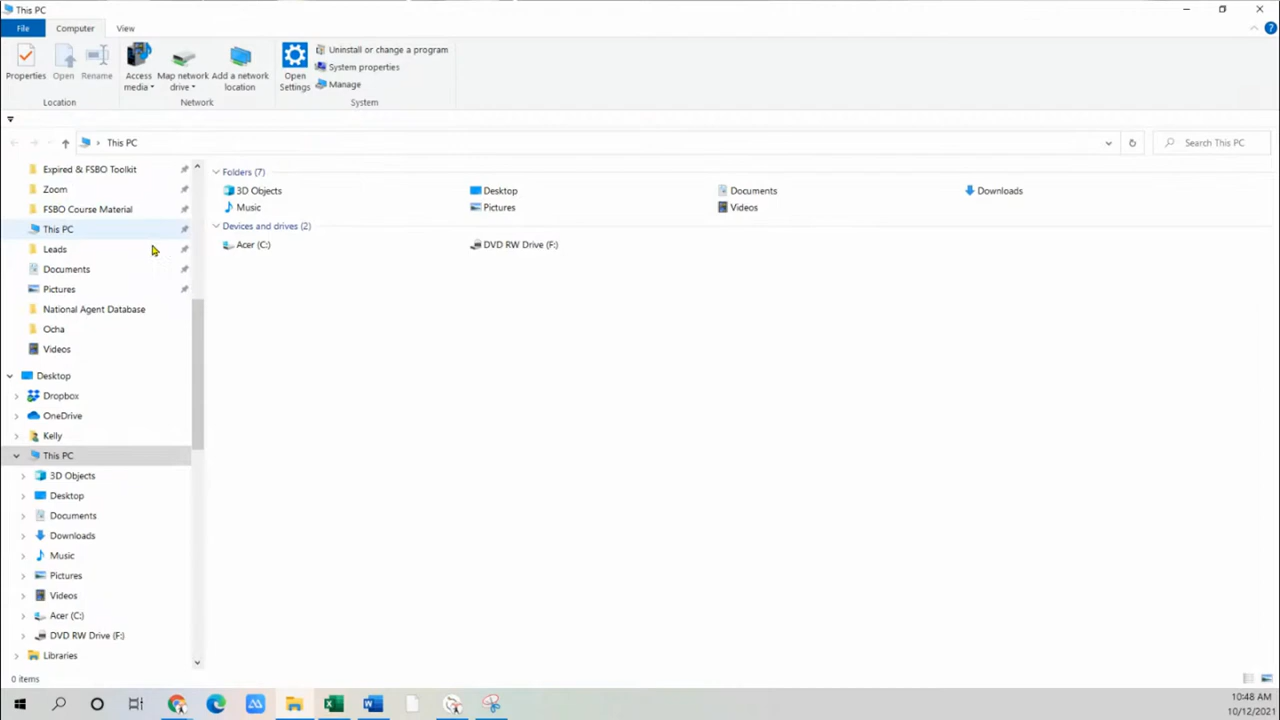 This PC
File Computer View
Properties Open Rename Access media Map network drive Add a network location Open Settings Uninstall or change a program
System properties
Manage
Location Network System
This PC Search This PC
Expired & FSBO Toolkit
Zoom
FSBO Course Material
This PC
Leads
Documents
Pictures
National Agent Database
Ocha
Videos
Desktop
Dropbox
OneDrive
Kelly
This PC
3D Objects
Desktop
Documents
Downloads
Music
Pictures
Videos
Acer (C:)
DVD RW Drive (F:)
Libraries
Folders (7)
3D Objects Desktop Documents Downloads
Music Pictures Videos
Devices and drives (2)
Acer (C:) DVD RW Drive (F:)
0 items
10:48 AM
10/12/2021